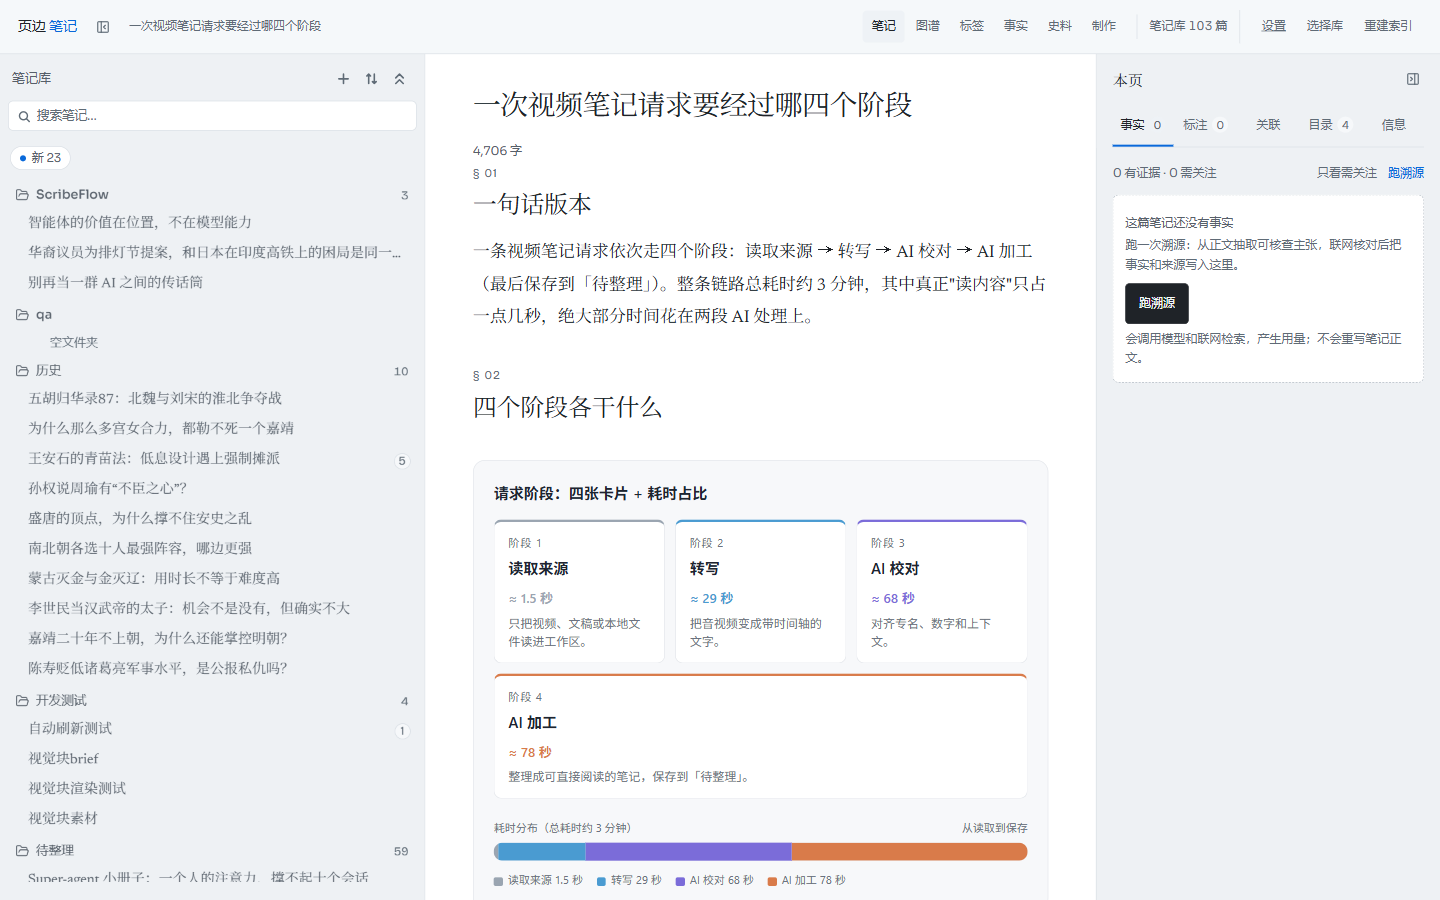 页边 笔记
一次视频笔记请求要经过哪四个阶段
笔记 图谱 标签 事实 史料 制作 笔记库 103 篇 设置 选择库 重建索引
笔记库
搜索笔记...
新 23
ScribeFlow 3
智能体的价值在位置，不在模型能力
华裔议员为排灯节提案，和日本在印度高铁上的困局是同一...
别再当一群 AI 之间的传话筒
qa
空文件夹
历史 10
五胡归华录87：北魏与刘宋的淮北争夺战
为什么那么多宫女合力，都勒不死一个嘉靖
王安石的青苗法：低息设计遇上强制摊派 5
孙权说周瑜有“不臣之心”？
盛唐的顶点，为什么撑不住安史之乱
南北朝各选十人最强阵容，哪边更强
蒙古灭金与金灭辽：用时长不等于难度高
李世民当汉武帝的太子：机会不是没有，但确实不大
嘉靖二十年不上朝，为什么还能掌控明朝？
陈寿贬低诸葛亮军事水平，是公报私仇吗？
开发测试 4
自动刷新测试 1
视觉块brief
视觉块渲染测试
视觉块素材
待整理 59
Super-agent 小册子：一个人的注意力，撑不起十个会话
一次视频笔记请求要经过哪四个阶段
4,706 字
§ 01
一句话版本
一条视频笔记请求依次走四个阶段：读取来源 → 转写 → AI 校对 → AI 加工
（最后保存到「待整理」）。整条链路总耗时约 3 分钟，其中真正"读内容"只占
一点几秒，绝大部分时间花在两段 AI 处理上。
§ 02
四个阶段各干什么
请求阶段：四张卡片 + 耗时占比
阶段 1
读取来源
≈ 1.5 秒
只把视频、文稿或本地文
件读进工作区。
阶段 2
转写
≈ 29 秒
把音视频变成带时间轴的
文字。
阶段 3
AI 校对
≈ 68 秒
对齐专名、数字和上下
文。
阶段 4
AI 加工
≈ 78 秒
整理成可直接阅读的笔记，保存到「待整理」。
耗时分布（总耗时约 3 分钟） 从读取到保存
读取来源 1.5 秒 转写 29 秒 AI 校对 68 秒 AI 加工 78 秒
本页
事实 0 标注 0 关联 目录 4 信息
0 有证据 · 0 需关注 只看需关注 跑溯源
这篇笔记还没有事实
跑一次溯源：从正文抽取可核查主张，联网核对后把
事实和来源写入这里。
跑溯源
会调用模型和联网检索，产生用量；不会重写笔记正
文。